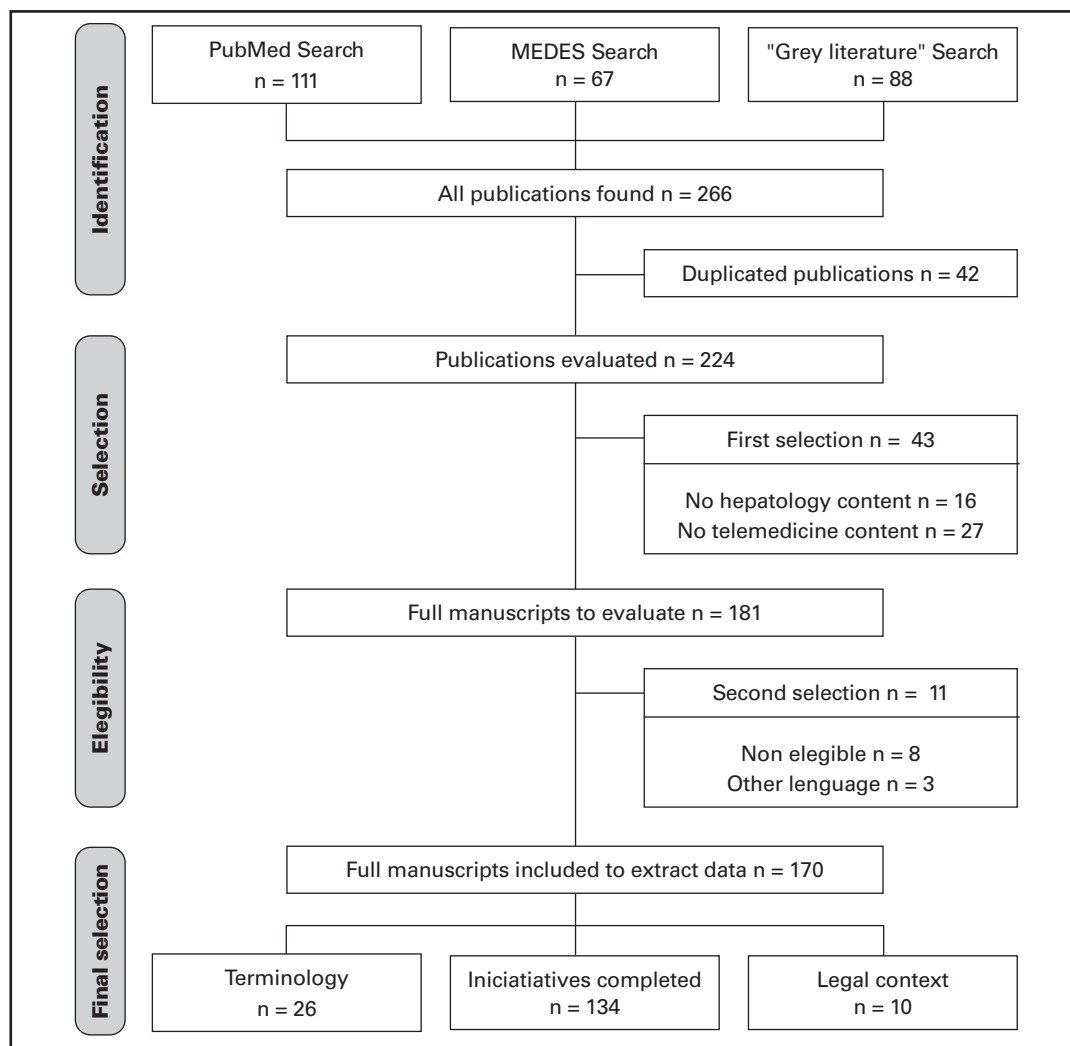 Identification
PubMed Search
n = 111
MEDES Search
n = 67
"Grey literature" Search
n = 88
All publications found n = 266
Duplicated publications n = 42
Selection
Publications evaluated n = 224
First selection n = 43
No hepatology content n = 16
No telemedicine content n = 27
Elegibility
Full manuscripts to evaluate n = 181
Second selection n = 11
Non elegible n = 8
Other lenguage n = 3
Final selection
Full manuscripts included to extract data n = 170
Terminology
n = 26
Iniciatiatives completed
n = 134
Legal context
n = 10